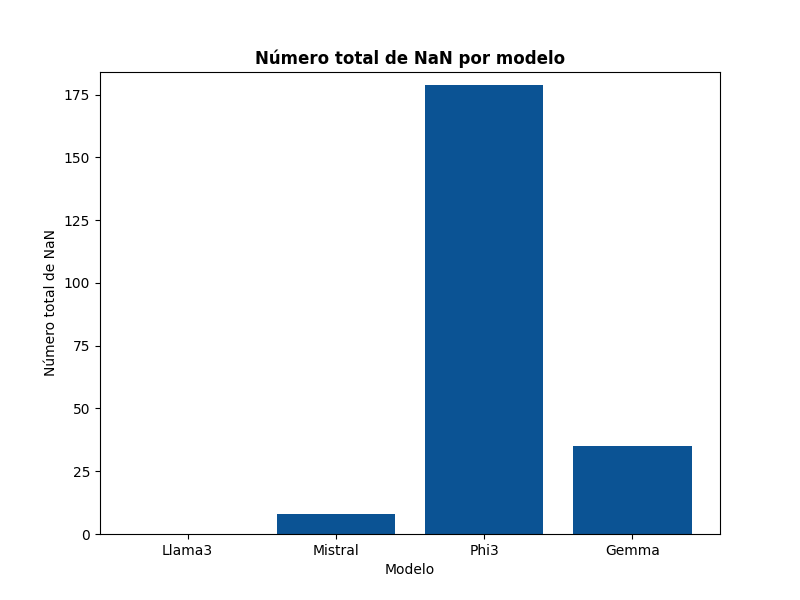 Número total de NaN por modelo
Número total de NaN
175
150
125
100
75
50
25
0
Llama3 Mistral Phi3 Gemma
Modelo